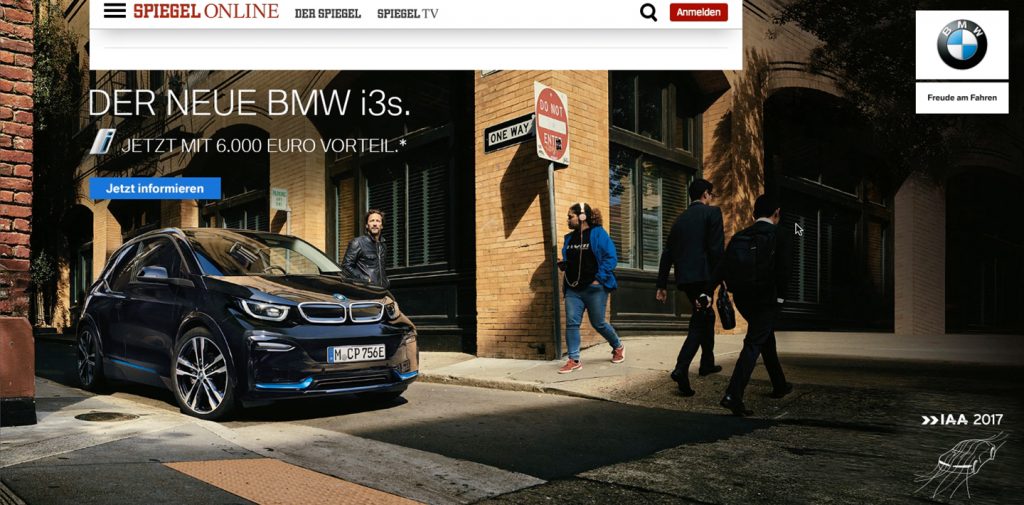 SPIEGEL ONLINE DER SPIEGEL SPIEGEL TV
Anmelden
BMW
Freude am Fahren
DER NEUE BMW i3s.
i JETZT MIT 6.000 EURO VORTEIL.*
Jetzt informieren
DO NOT
ENTER
ONE WAY
M CP 756E
IAA 2017